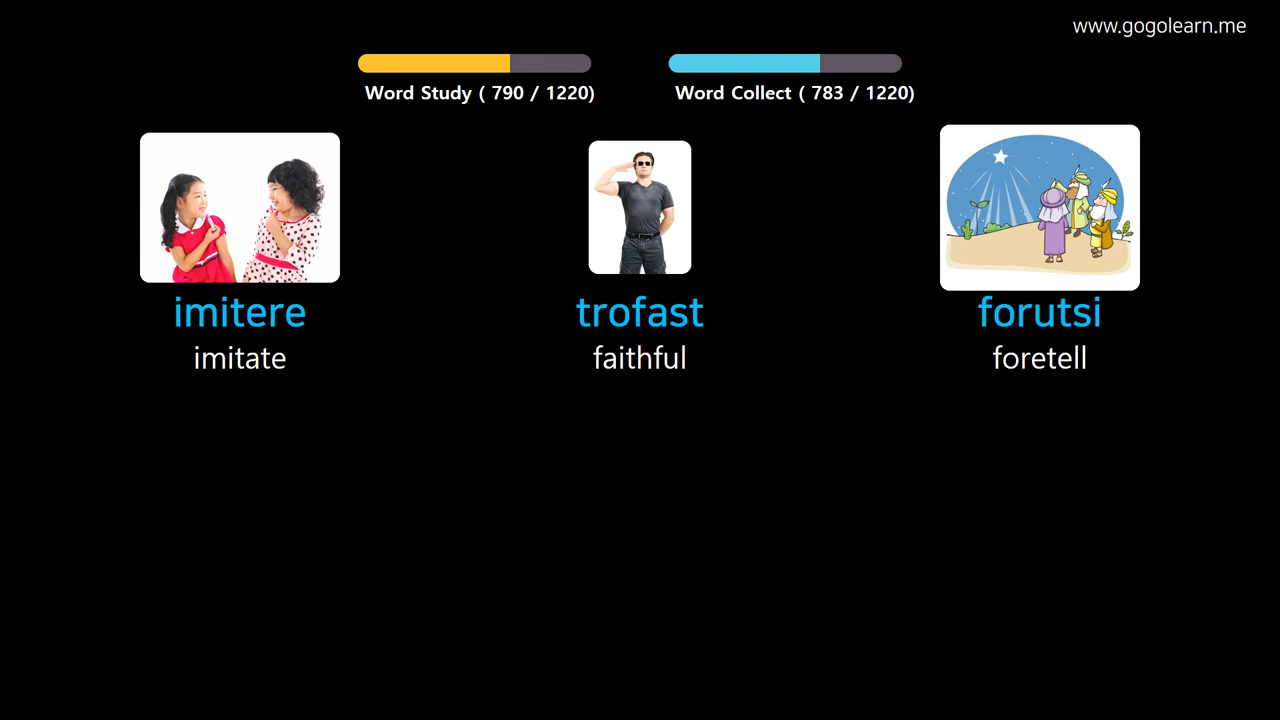 www.gogolearn.me
Word Study ( 790 / 1220)
Word Collect ( 783 / 1220)
imitere
trofast
forutsi
imitate
faithful
foretell